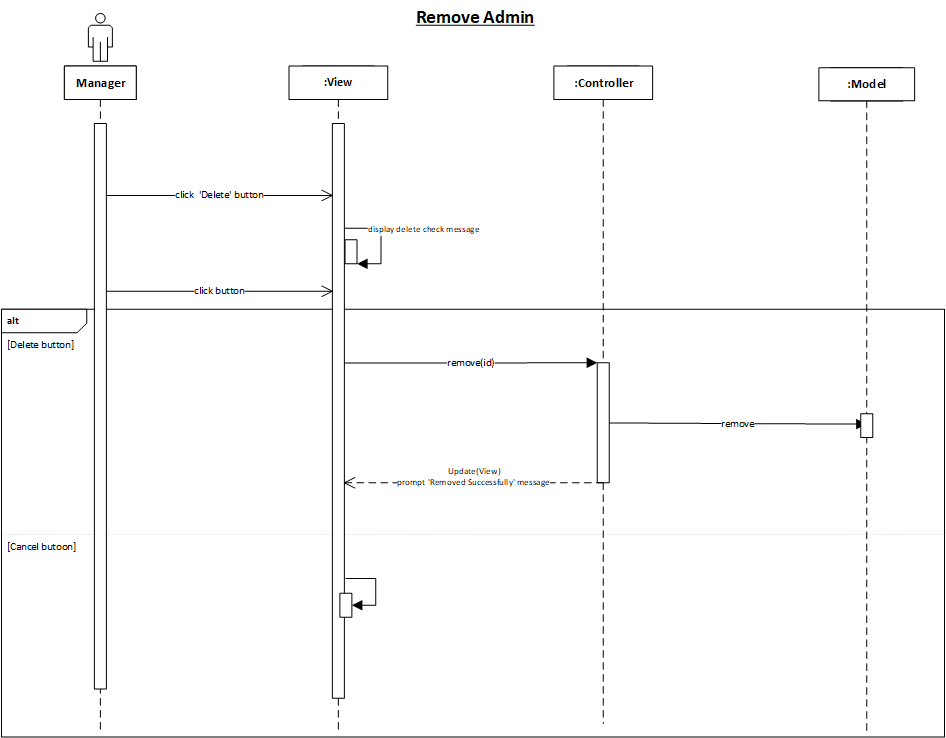 Remove Admin
Manager
:View
:Controller
:Model
click 'Delete' button
display delete check message
click button
alt
[Delete button]
remove(id)
remove
Update(View)
prompt 'Removed Successfully' message
[Cancel butoon]